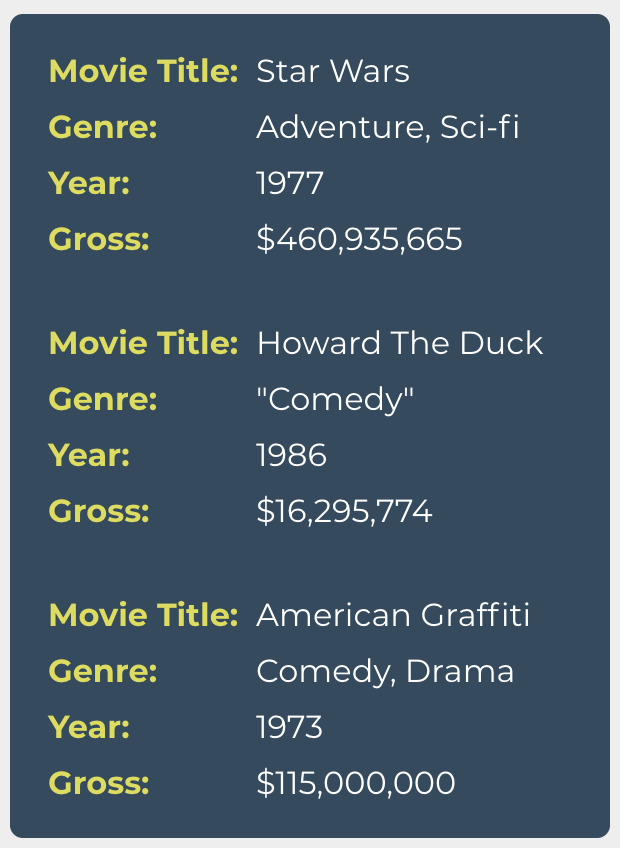 Movie Title: Star Wars
Genre: Adventure, Sci-fi
Year: 1977
Gross: $460,935,665
Movie Title: Howard The Duck
Genre: "Comedy"
Year: 1986
Gross: $16,295,774
Movie Title: American Graffiti
Genre: Comedy, Drama
Year: 1973
Gross: $115,000,000